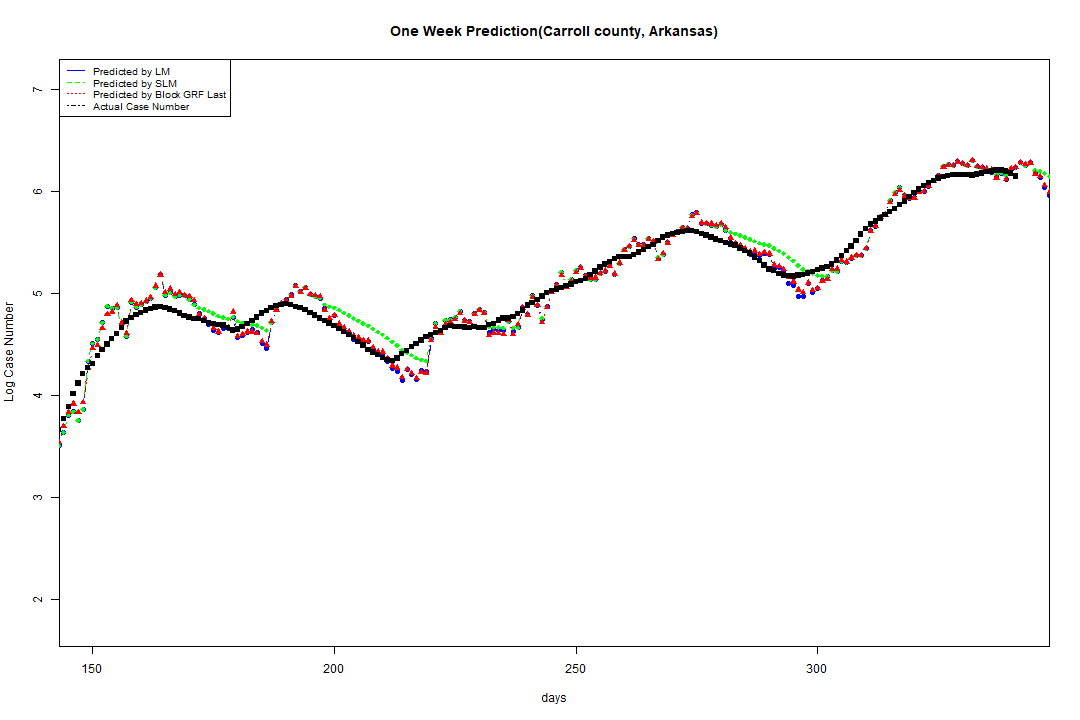 One Week Prediction(Carroll county, Arkansas)
Predicted by LM
Predicted by SLM
Predicted by Block GRF Last
Actual Case Number
7
6
5
4
3
2
Log Case Number
150 200 250 300
days